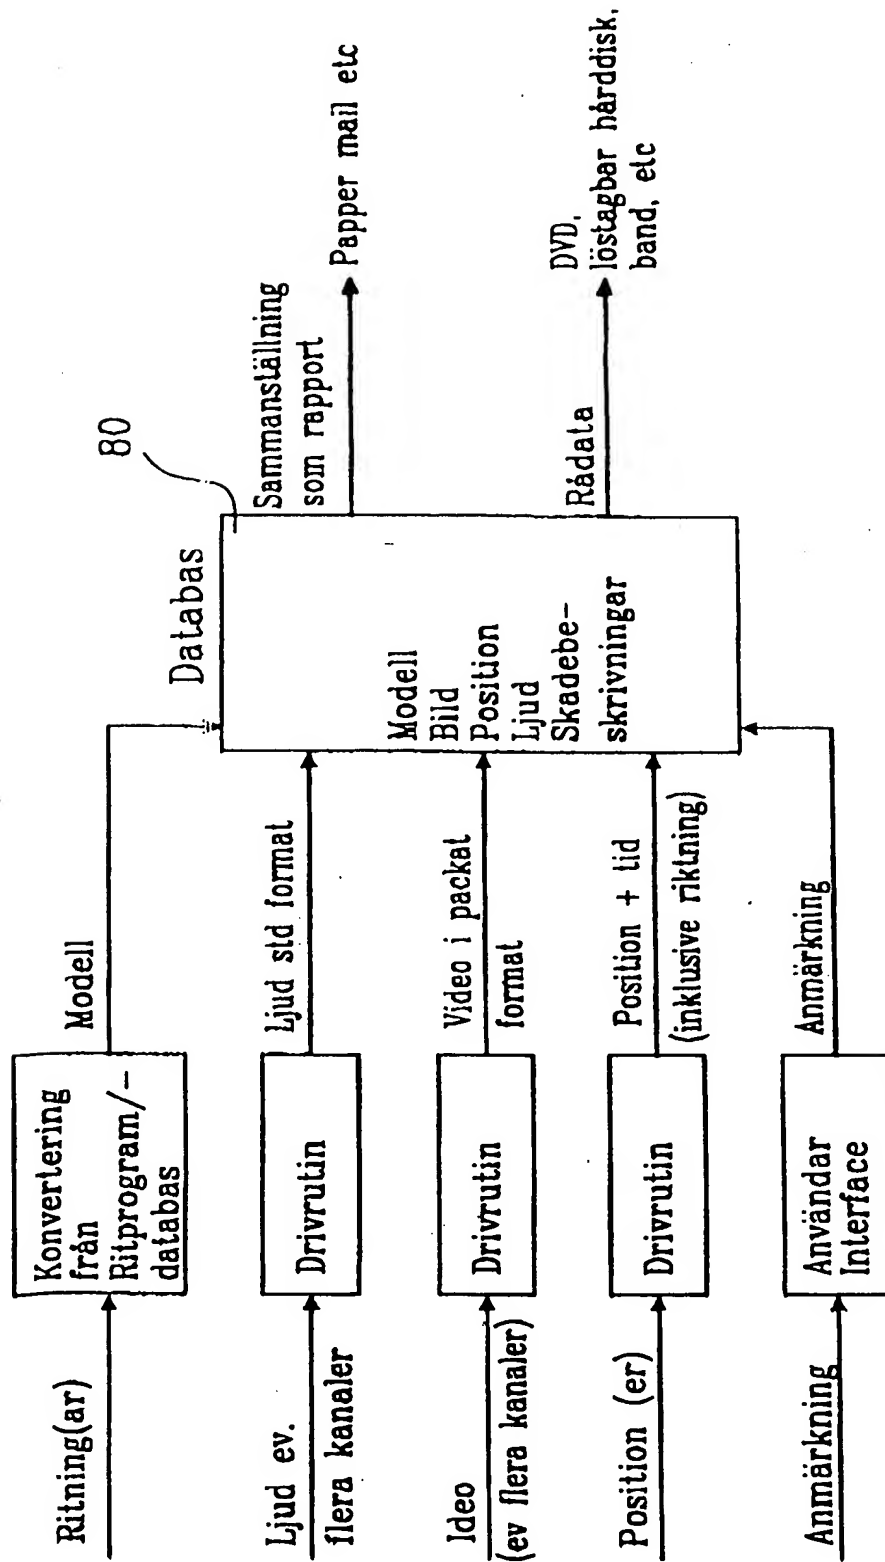 Ritning(ar)
Konvertering
från
Ritprogram/-
databas
Modell
Ljud ev.
flera kanaler
Drivrutin
Ljud std format
Ideo
(ev flera kanaler)
Drivrutin
Video i packat
format
Position (er)
Drivrutin
Position + tid
(inklusive riktning)
Anmärkning
Användar
Interface
Anmärkning
Databas
80
Modell
Bild
Position
Ljud
Skadebe-
skrivningar
Sammanställning
som rapport
Papper mail etc
Rådata
DVD,
löstagbar hårddisk,
band, etc